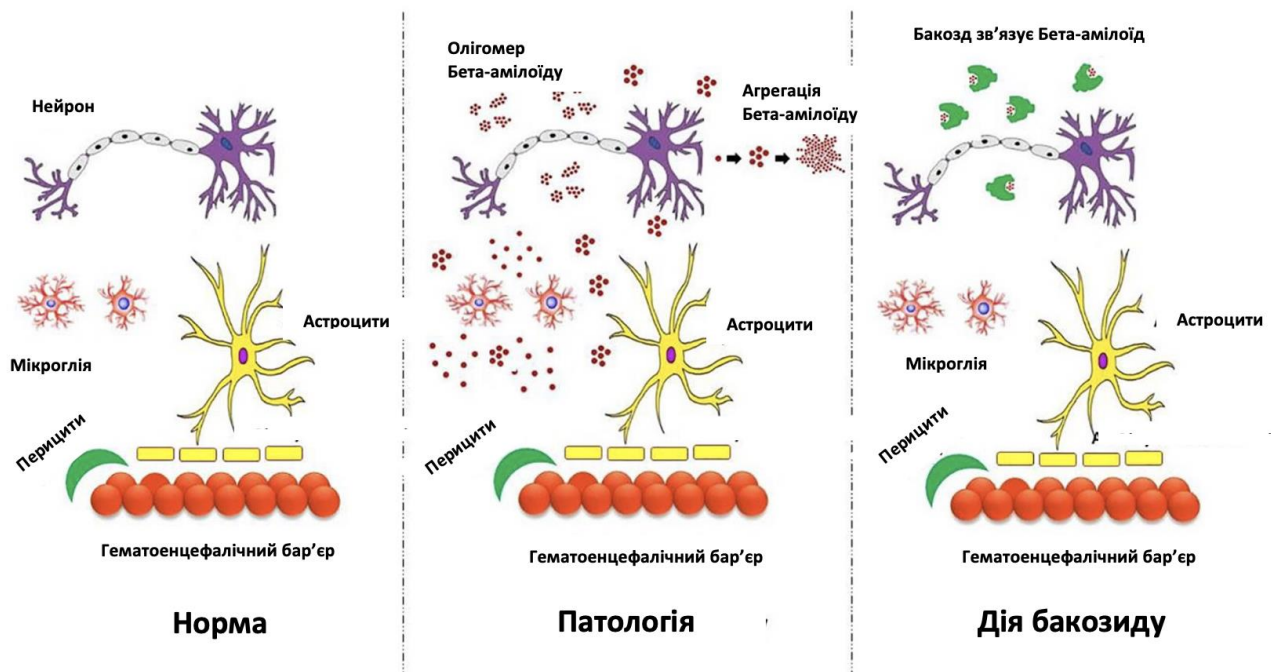 Нейрон
Мікроглія
Астроцити
Перицити
Гематоенцефалічний бар’єр
Норма
Олігомер
Бета-амілоїду
Агрегація
Бета-амілоїду
Астроцити
Перицити
Гематоенцефалічний бар’єр
Патологія
Бакозд зв’язує Бета-амілоїд
Астроцити
Мікроглія
Перицити
Гематоенцефалічний бар’єр
Дія бакозиду